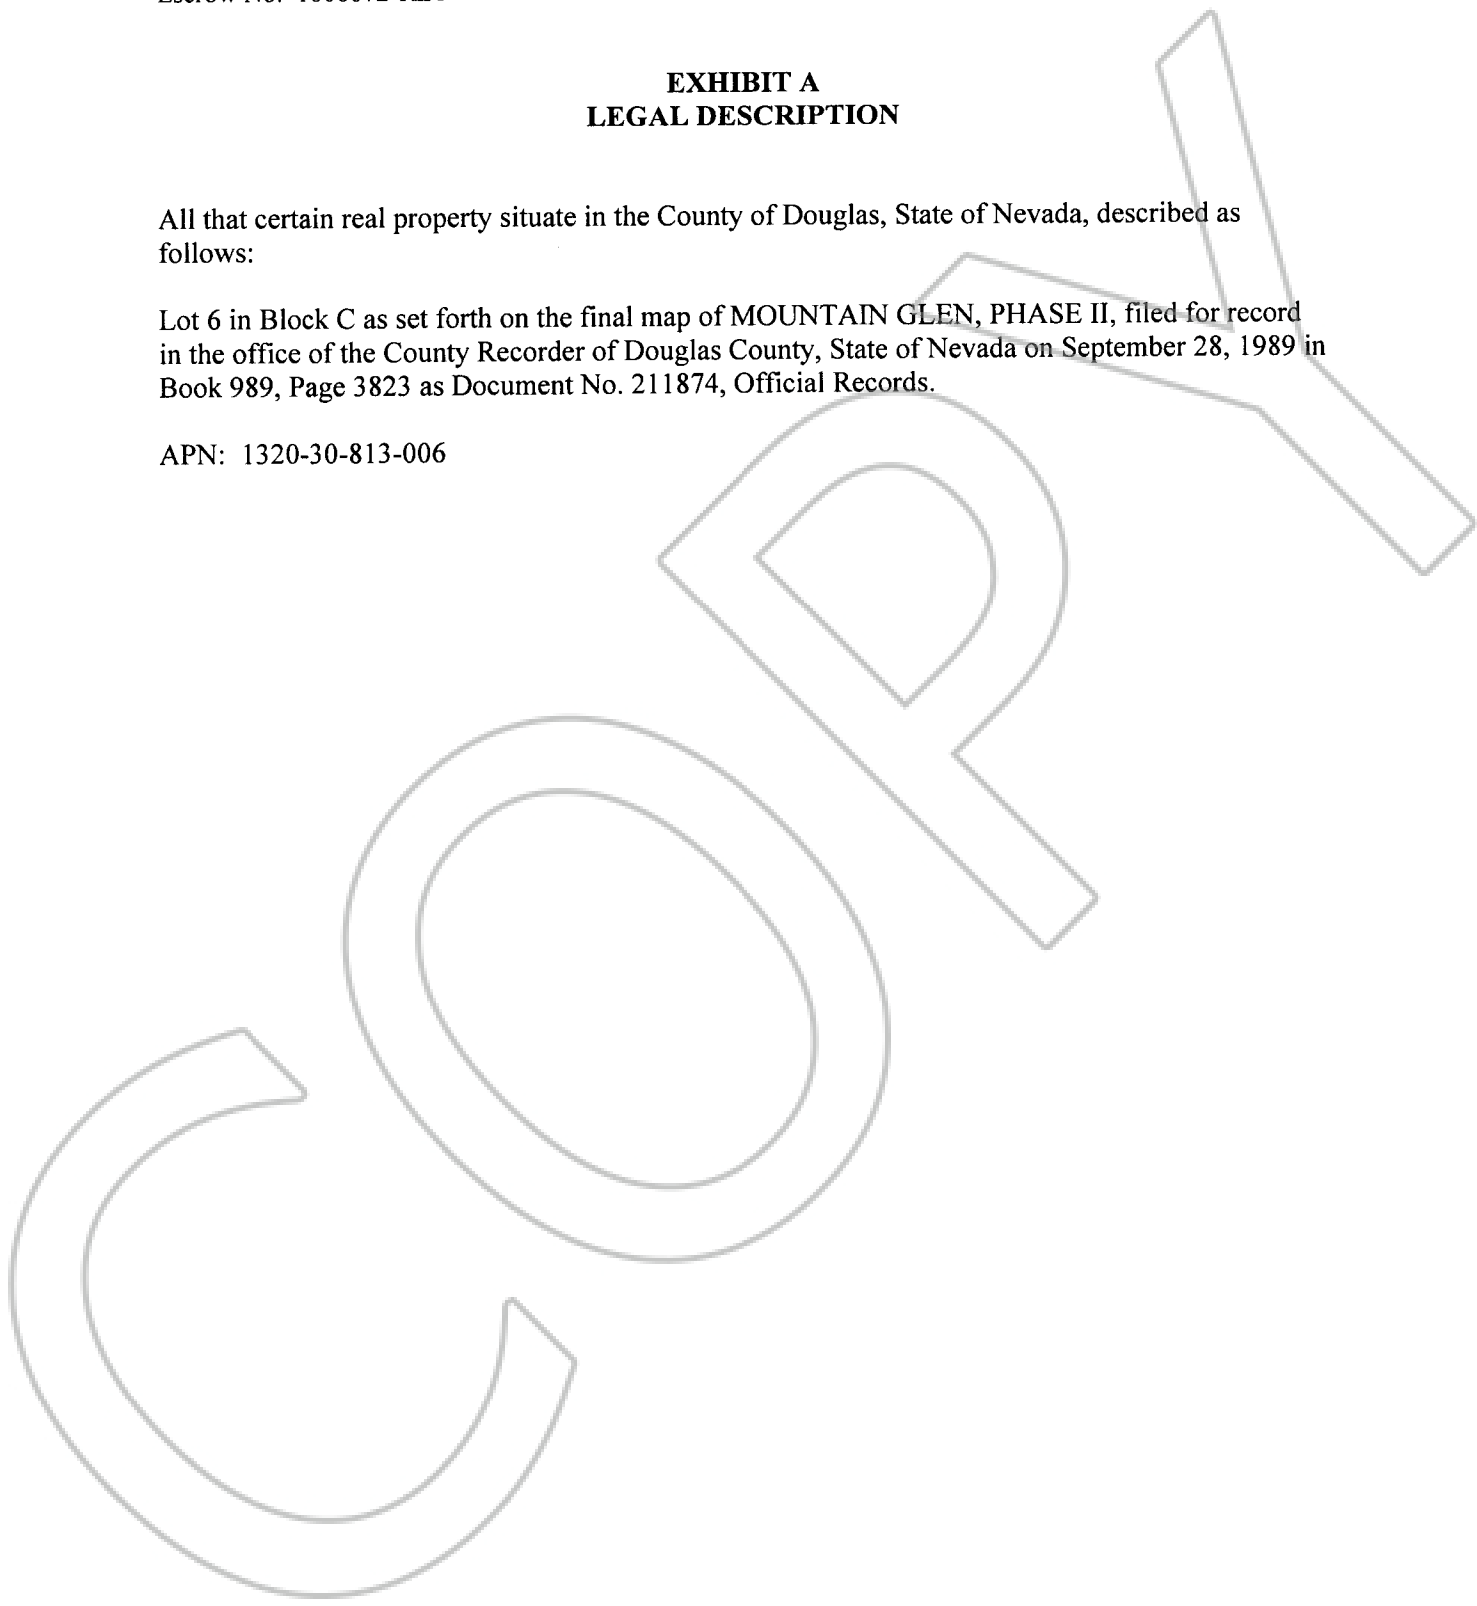 Escrow No.
EXHIBIT A
LEGAL DESCRIPTION
All that certain real property situate in the County of Douglas, State of Nevada, described as
follows:
Lot 6 in Block C as set forth on the final map of MOUNTAIN GLEN, PHASE II, filed for record
in the office of the County Recorder of Douglas County, State of Nevada on September 28, 1989 in
Book 989, Page 3823 as Document No. 211874, Official Records.
APN: 1320-30-813-006
COPY